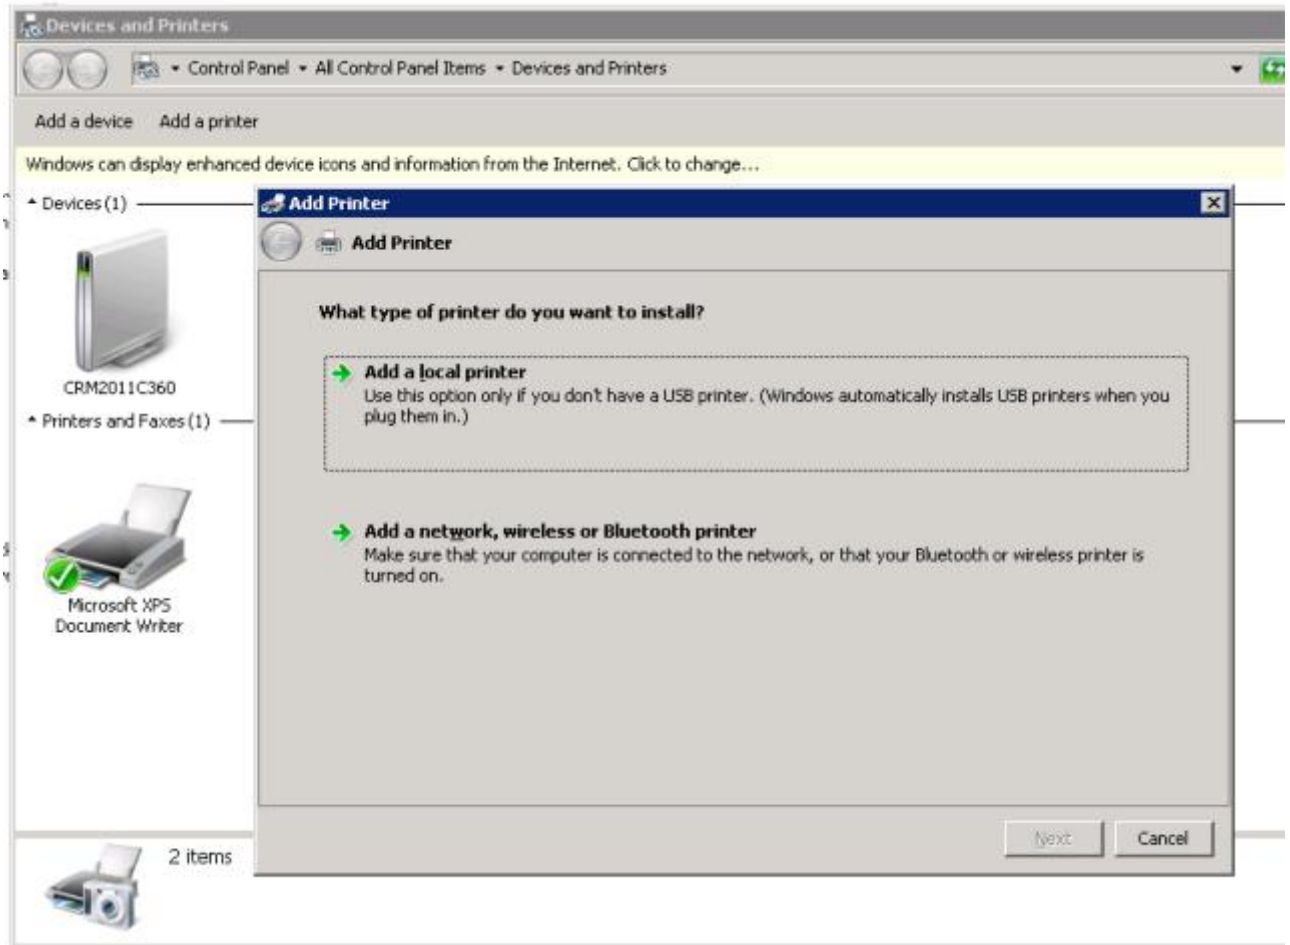 Devices and Printers
Control Panel
All Control Panel Items
Devices and Printers
Add a device
Add a printer
Windows can display enhanced device icons and information from the Internet. Click to change...
Devices (1)
CRM2011C360
Printers and Faxes (1)
Microsoft XPS
Document Writer
Add Printer
Add Printer
What type of printer do you want to install?
Add a local printer
Use this option only if you don't have a USB printer. (Windows automatically installs USB printers when you
plug them in.)
Add a network, wireless or Bluetooth printer
Make sure that your computer is connected to the network, or that your Bluetooth or wireless printer is
turned on.
Next
Cancel
2 items